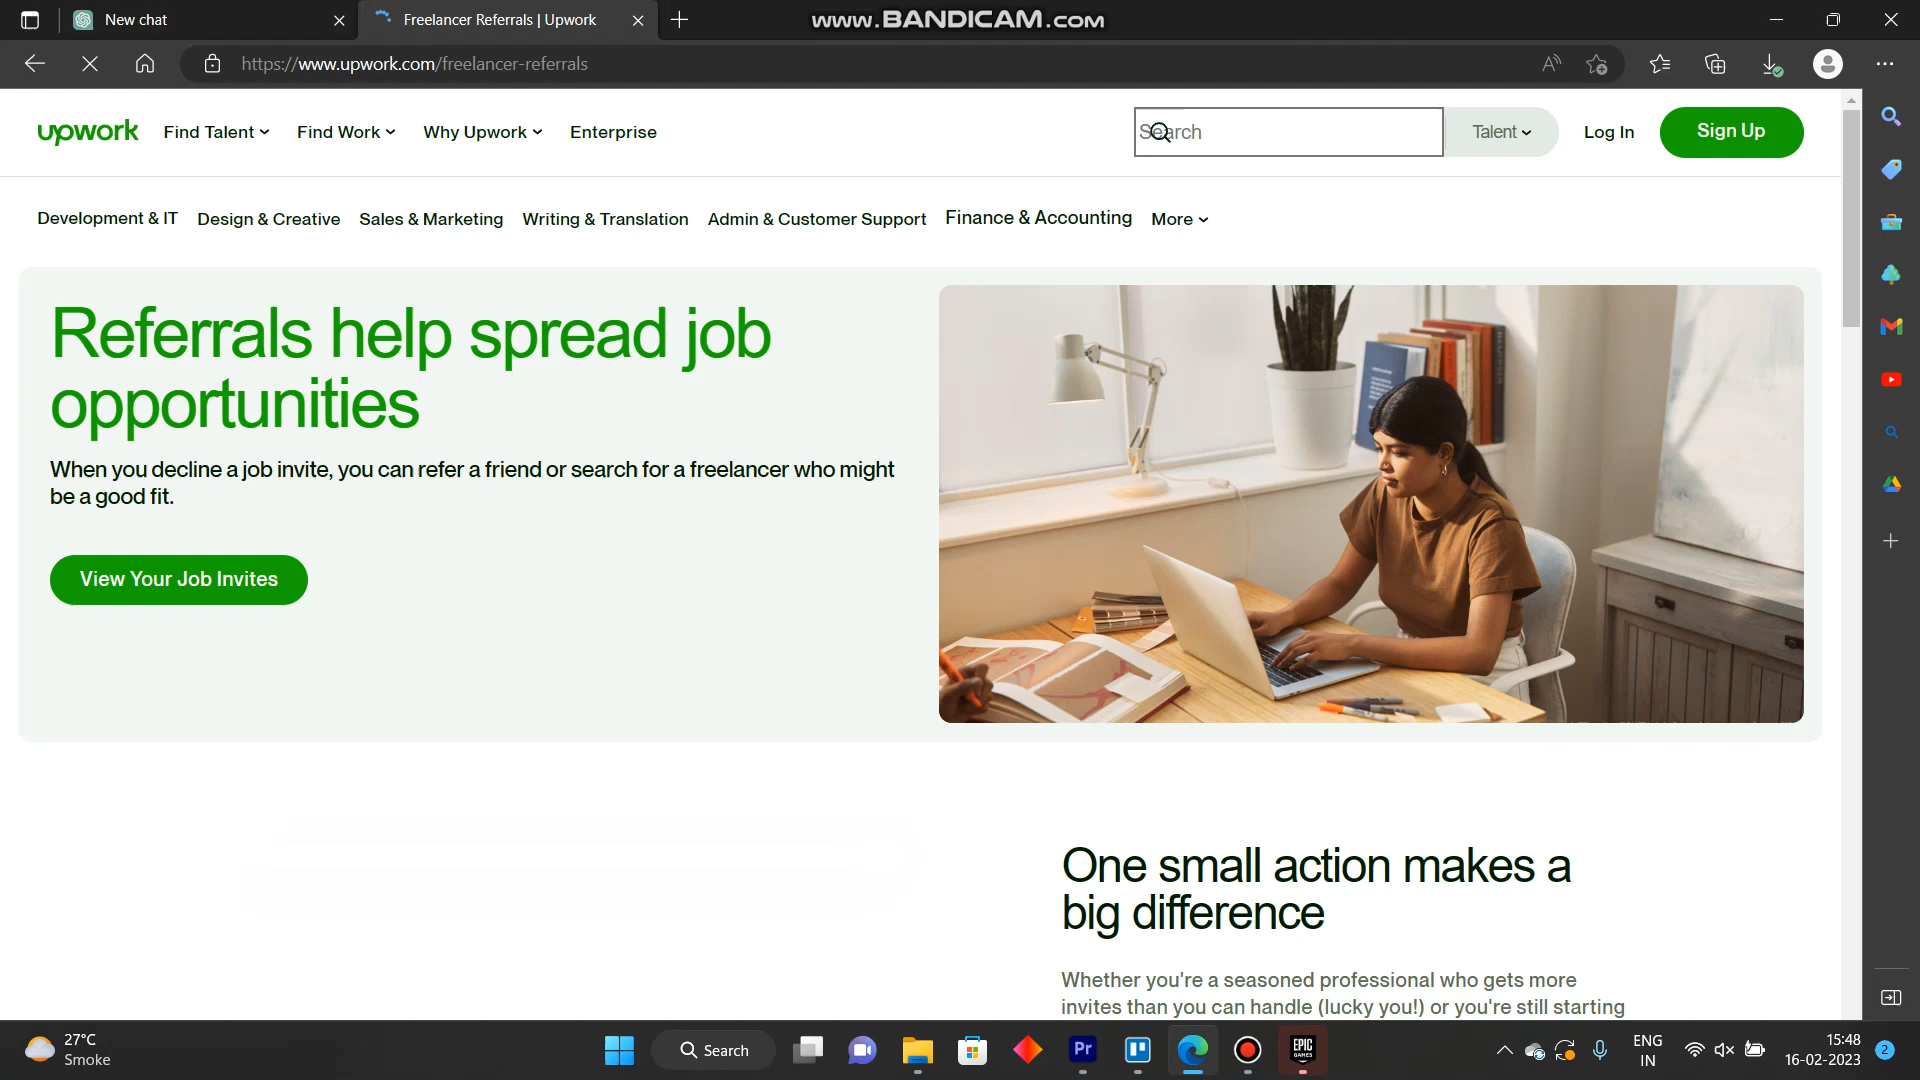 New chat
Freelancer Referrals | Upwork
www.BANDICAM.com
https://www.upwork.com/freelancer-referrals
upwork
Find Talent
Find Work
Why Upwork
Enterprise
Search
Talent
Log In
Sign Up
Development & IT
Design & Creative
Sales & Marketing
Writing & Translation
Admin & Customer Support
Finance & Accounting
More
Referrals help spread job
opportunities
When you decline a job invite, you can refer a friend or search for a freelancer who might
be a good fit.
View Your Job Invites
One small action makes a
big difference
Whether you're a seasoned professional who gets more
invites than you can handle (lucky you!) or you're still starting
27°C
Smoke
Search
Pr
EPIC
GAMES
ENG
IN
15:48
16-02-2023
2